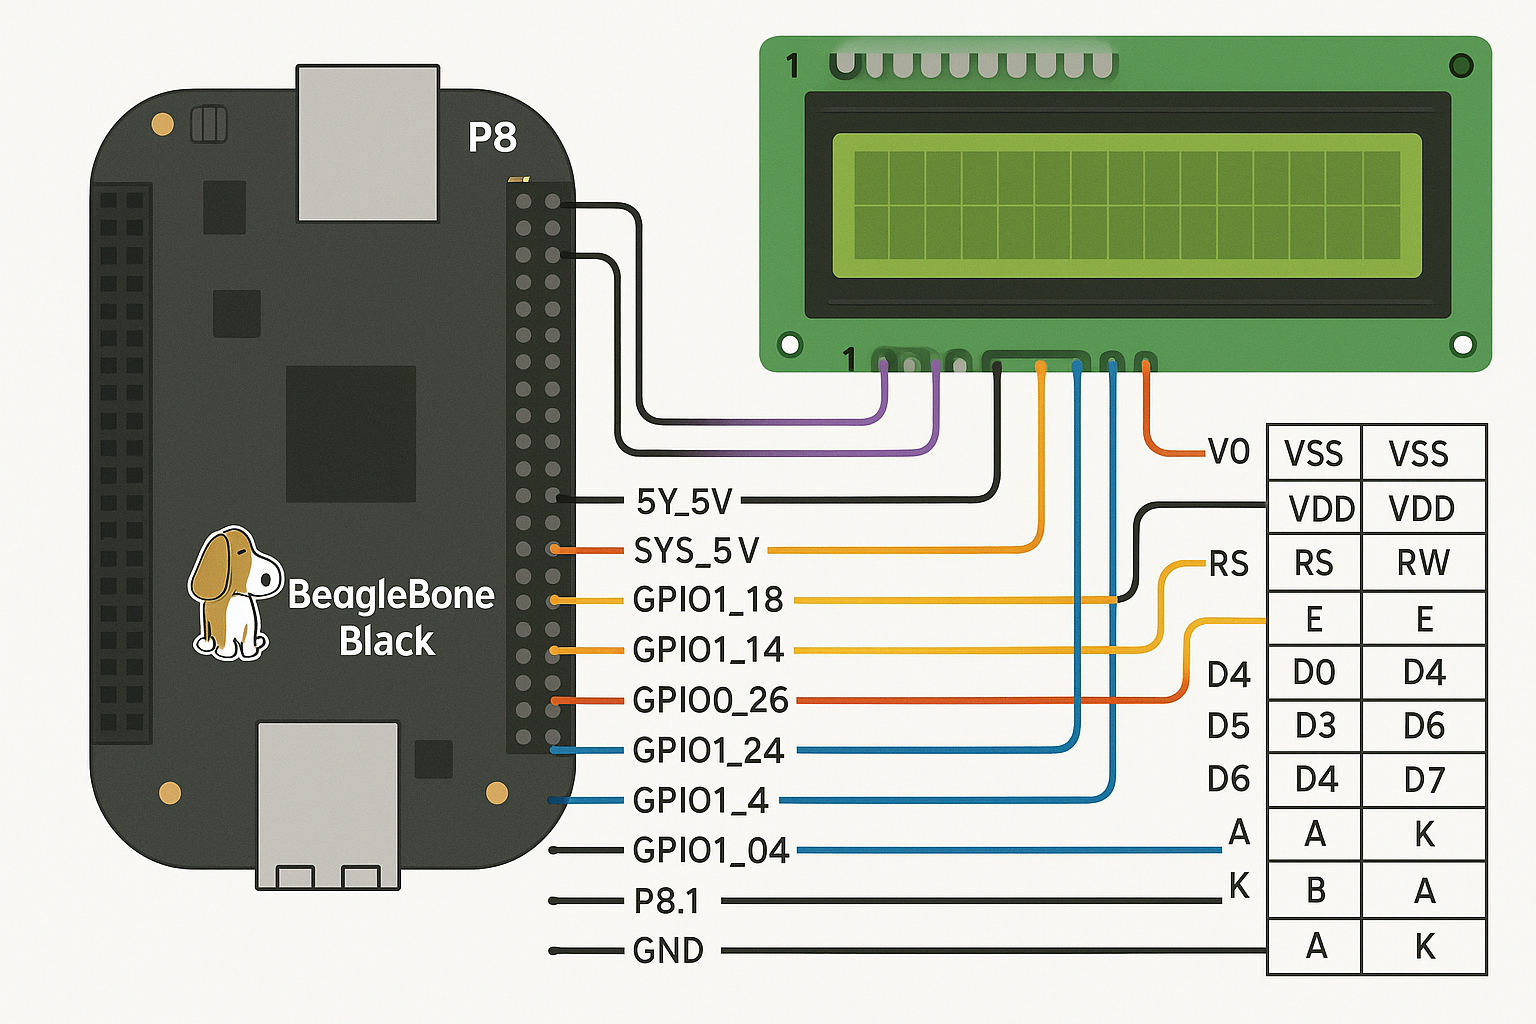 P8
1
1
BeagleBone
Black
5Y_5V
SYS_5V
GPIO1_18
GPIO1_14
GPIO0_26
GPIO1_24
GPIO1_4
GPIO1_04
P8.1
GND
V0 VSS VSS
VDD VDD
RS RS RW
E E
D4 D0 D4
D5 D3 D6
D6 D4 D7
A A K
K B A
A K